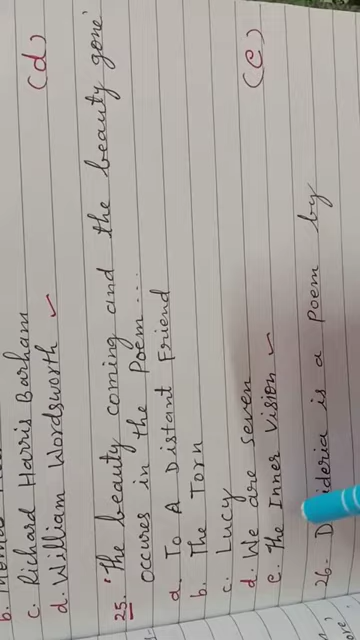 b.
c. Richard Harris Barham
d. William Wordsworth ✓ (d)
25. 'The beauty coming and the beauty gone'
occures in the Poem....
a. To A Distant Friend
b. The Torn
c. Lucy
d. We are seven
e. The Inner Vision ✓ (e)
26- is a Poem by